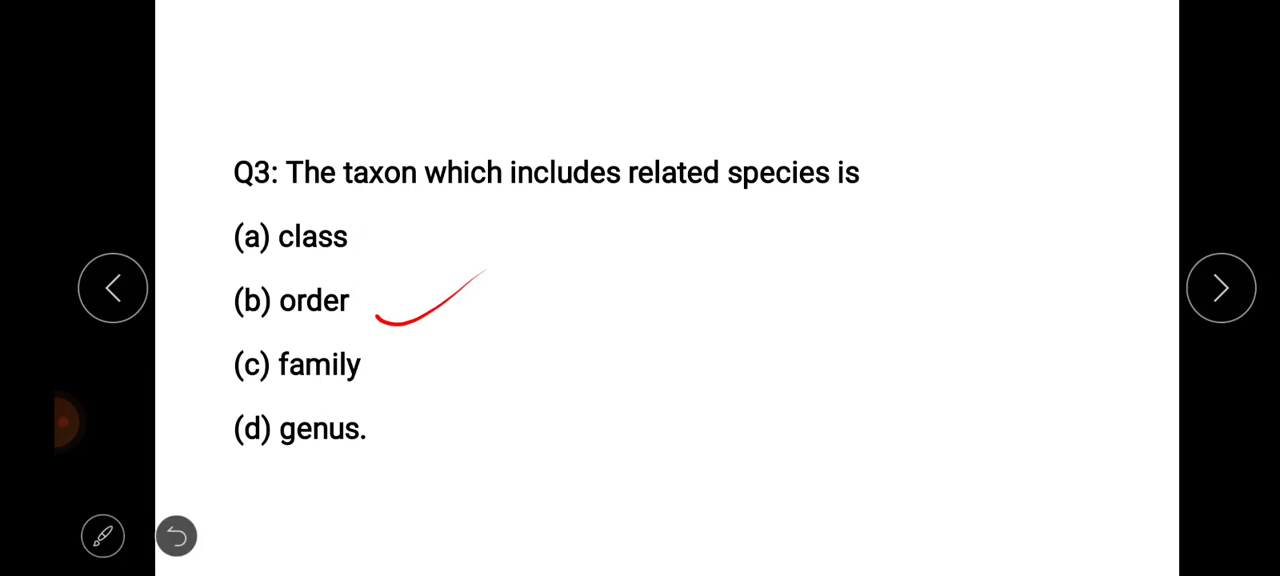 Q3: The taxon which includes related species is
(a) class
(b) order
(c) family
(d) genus.